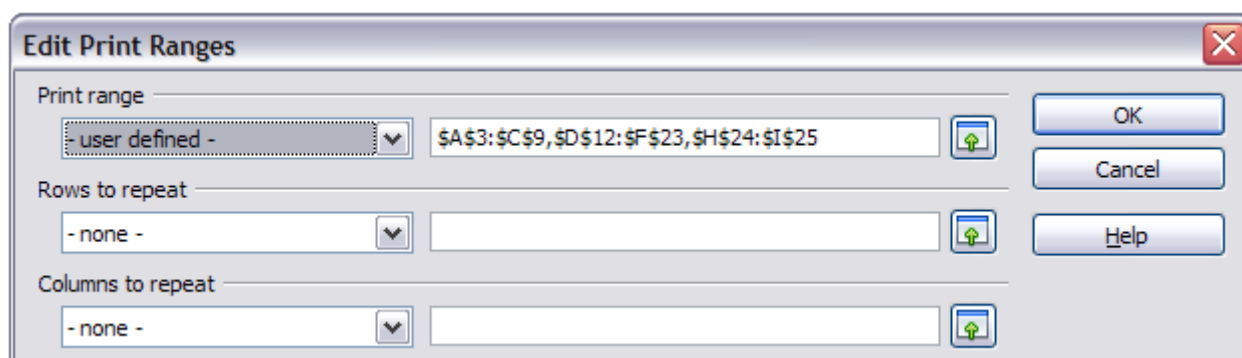 Edit Print Ranges
Print range
- user defined -
$A$3:$C$9,$D$12:$F$23,$H$24:$I$25
OK
Cancel
Rows to repeat
- none -
Help
Columns to repeat
- none -